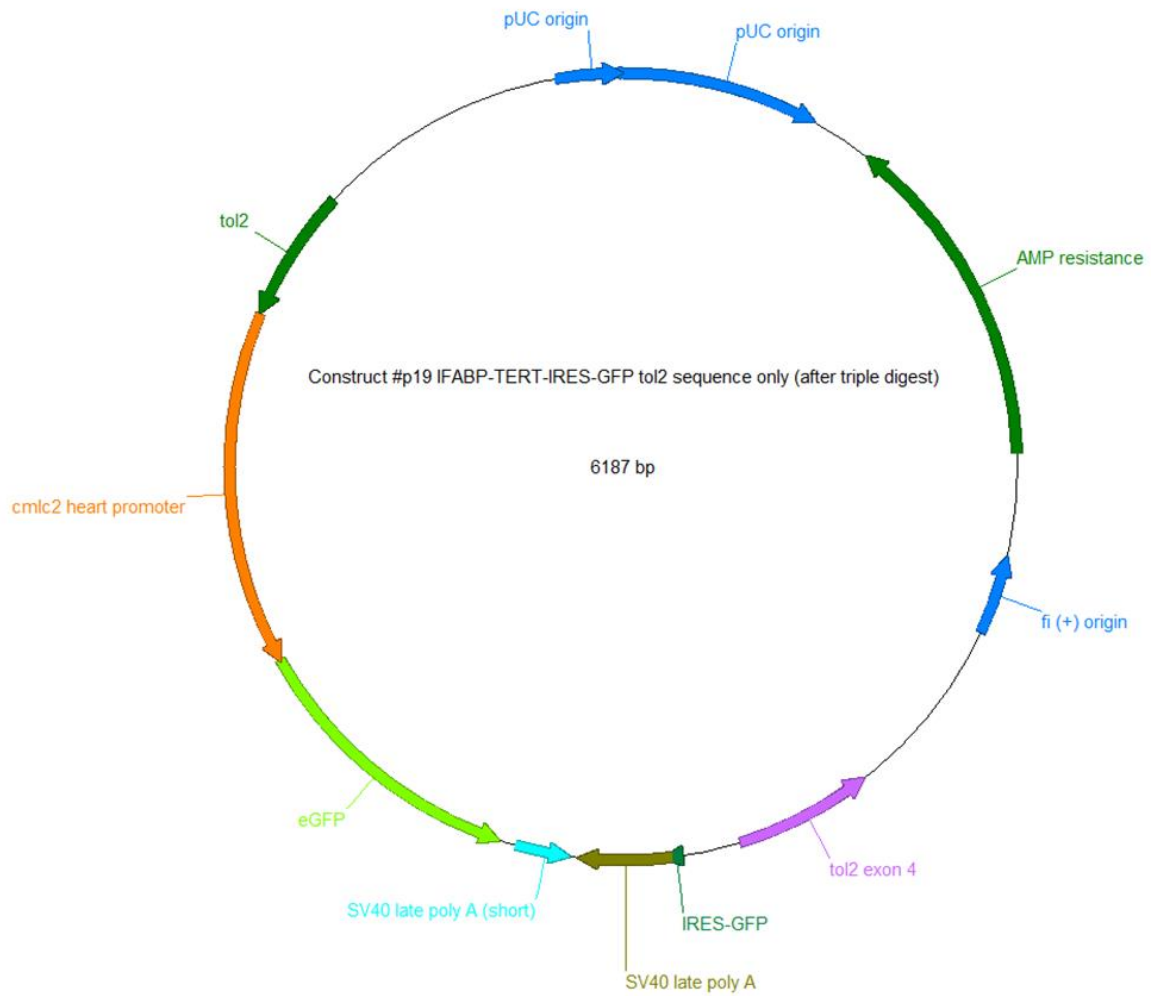 pUC origin
pUC origin
tol2
AMP resistance
Construct #p19 IFABP-TERT-IRES-GFP tol2 sequence only (after triple digest)
6187 bp
cmlc2 heart promoter
fi (+) origin
eGFP
tol2 exon 4
SV40 late poly A (short)
IRES-GFP
SV40 late poly A